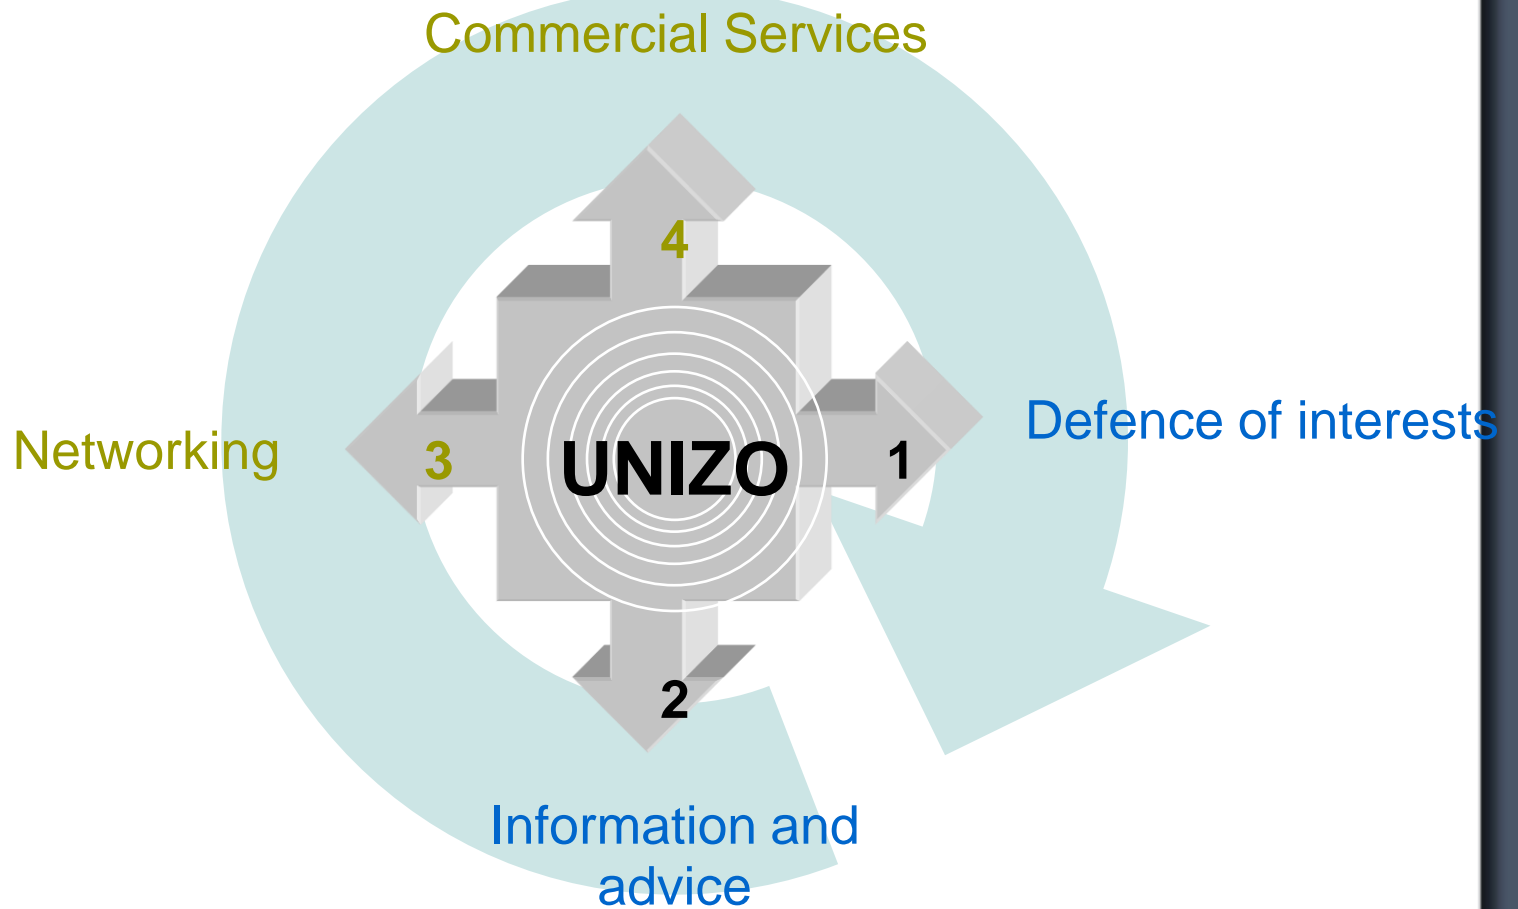 Commercial Services
4
Networking
3
UNIZO
1
Defence of interests
2
Information and
advice